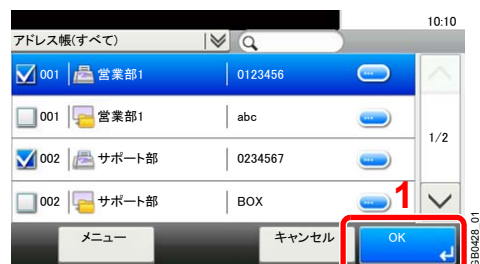 10:10
アドレス帳(すべて)
001 営業部1 0123456
001 営業部1 abc
1/2
002 サポート部 0234567
002 サポート部 BOX
1
メニュー キャンセル OK
GB0428_01